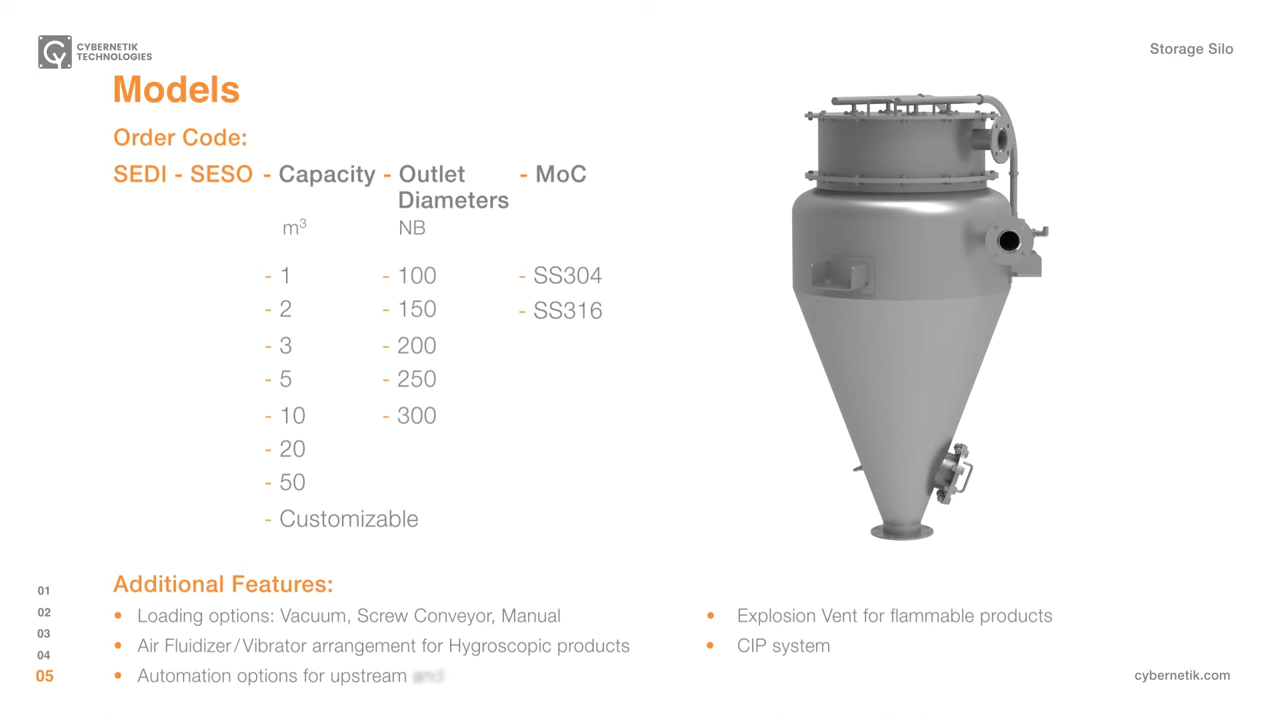 CYBERNETIK
TECHNOLOGIES
Storage Silo
Models
Order Code:
SEDI - SESO - Capacity - Outlet Diameters - MoC
m³ NB
- 1 - 100 - SS304
- 2 - 150 - SS316
- 3 - 200
- 5 - 250
- 10 - 300
- 20
- 50
- Customizable
Additional Features:
• Loading options: Vacuum, Screw Conveyor, Manual
• Air Fluidizer/Vibrator arrangement for Hygroscopic products
• Automation options for upstream
• Explosion Vent for flammable products
• CIP system
01
02
03
04
05
cybernetik.com